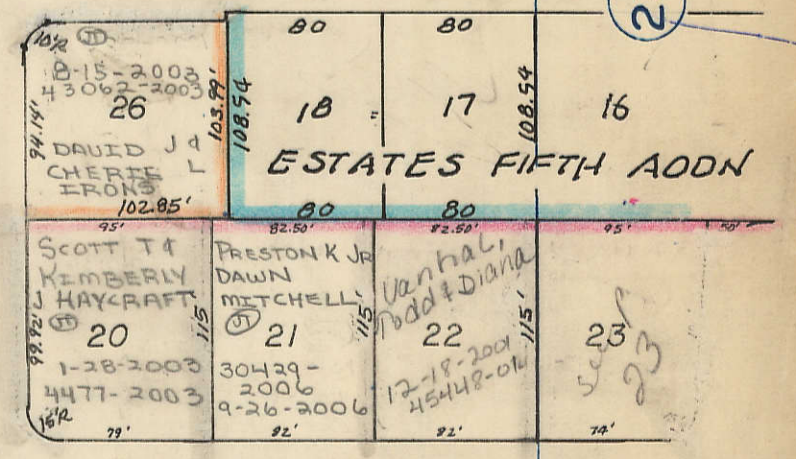 10'R JT
8-15-2003
43062-2003
26
94.14'
103.99'
DAVID J &
CHERIE L
IRONS
102.85'
80
108.54
18
80
80
17
108.54
80
16
2
ESTATES FIFTH ADDN
95'
SCOTT T &
KIMBERLY
J HAYCRAFT
JT
20
99.92'
115'
1-28-2003
4477-2003
15'R
79'
82.50'
PRESTON K JR
DAWN
MITCHELL
JT
21
115'
30429-
2006
9-26-2006
82'
82.50'
Todd & Diana
22
115'
12-18-2001
82'
95'
50'
23
23
74'